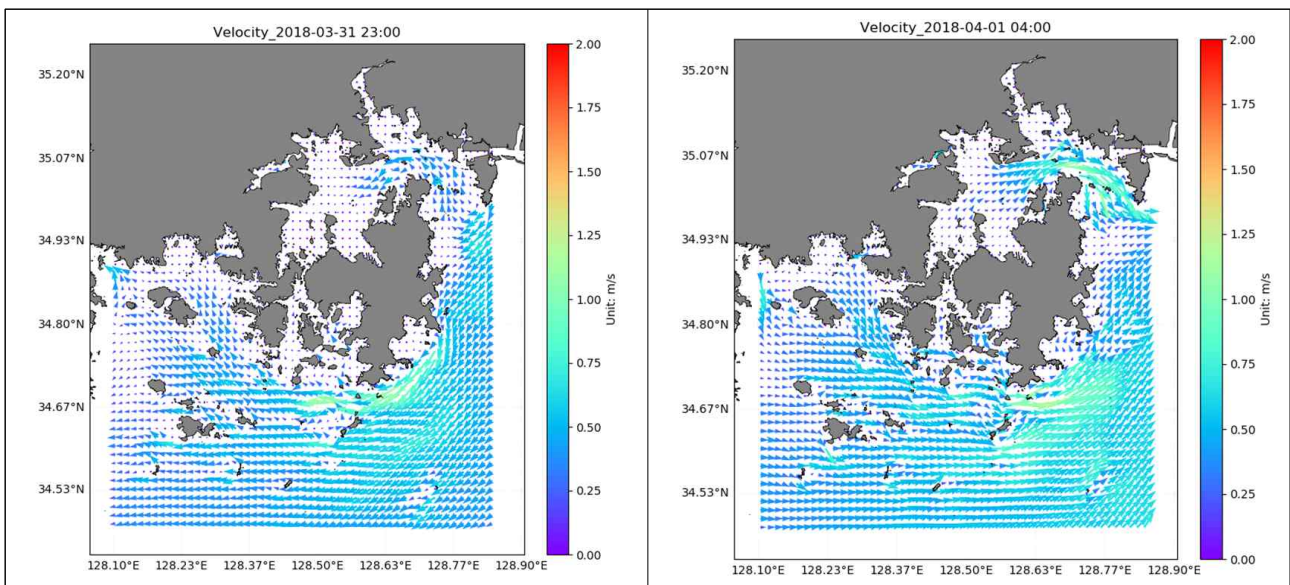 Velocity_2018-03-31 23:00
35.20°N
35.07°N
34.93°N
34.80°N
34.67°N
34.53°N
128.10°E 128.23°E 128.37°E 128.50°E 128.63°E 128.77°E 128.90°E
2.00
1.75
1.50
1.25
1.00
0.75
0.50
0.25
0.00
Unit: m/s
Velocity_2018-04-01 04:00
35.20°N
35.07°N
34.93°N
34.80°N
34.67°N
34.53°N
128.10°E 128.23°E 128.37°E 128.50°E 128.63°E 128.77°E 128.90°E
2.00
1.75
1.50
1.25
1.00
0.75
0.50
0.25
0.00
Unit: m/s